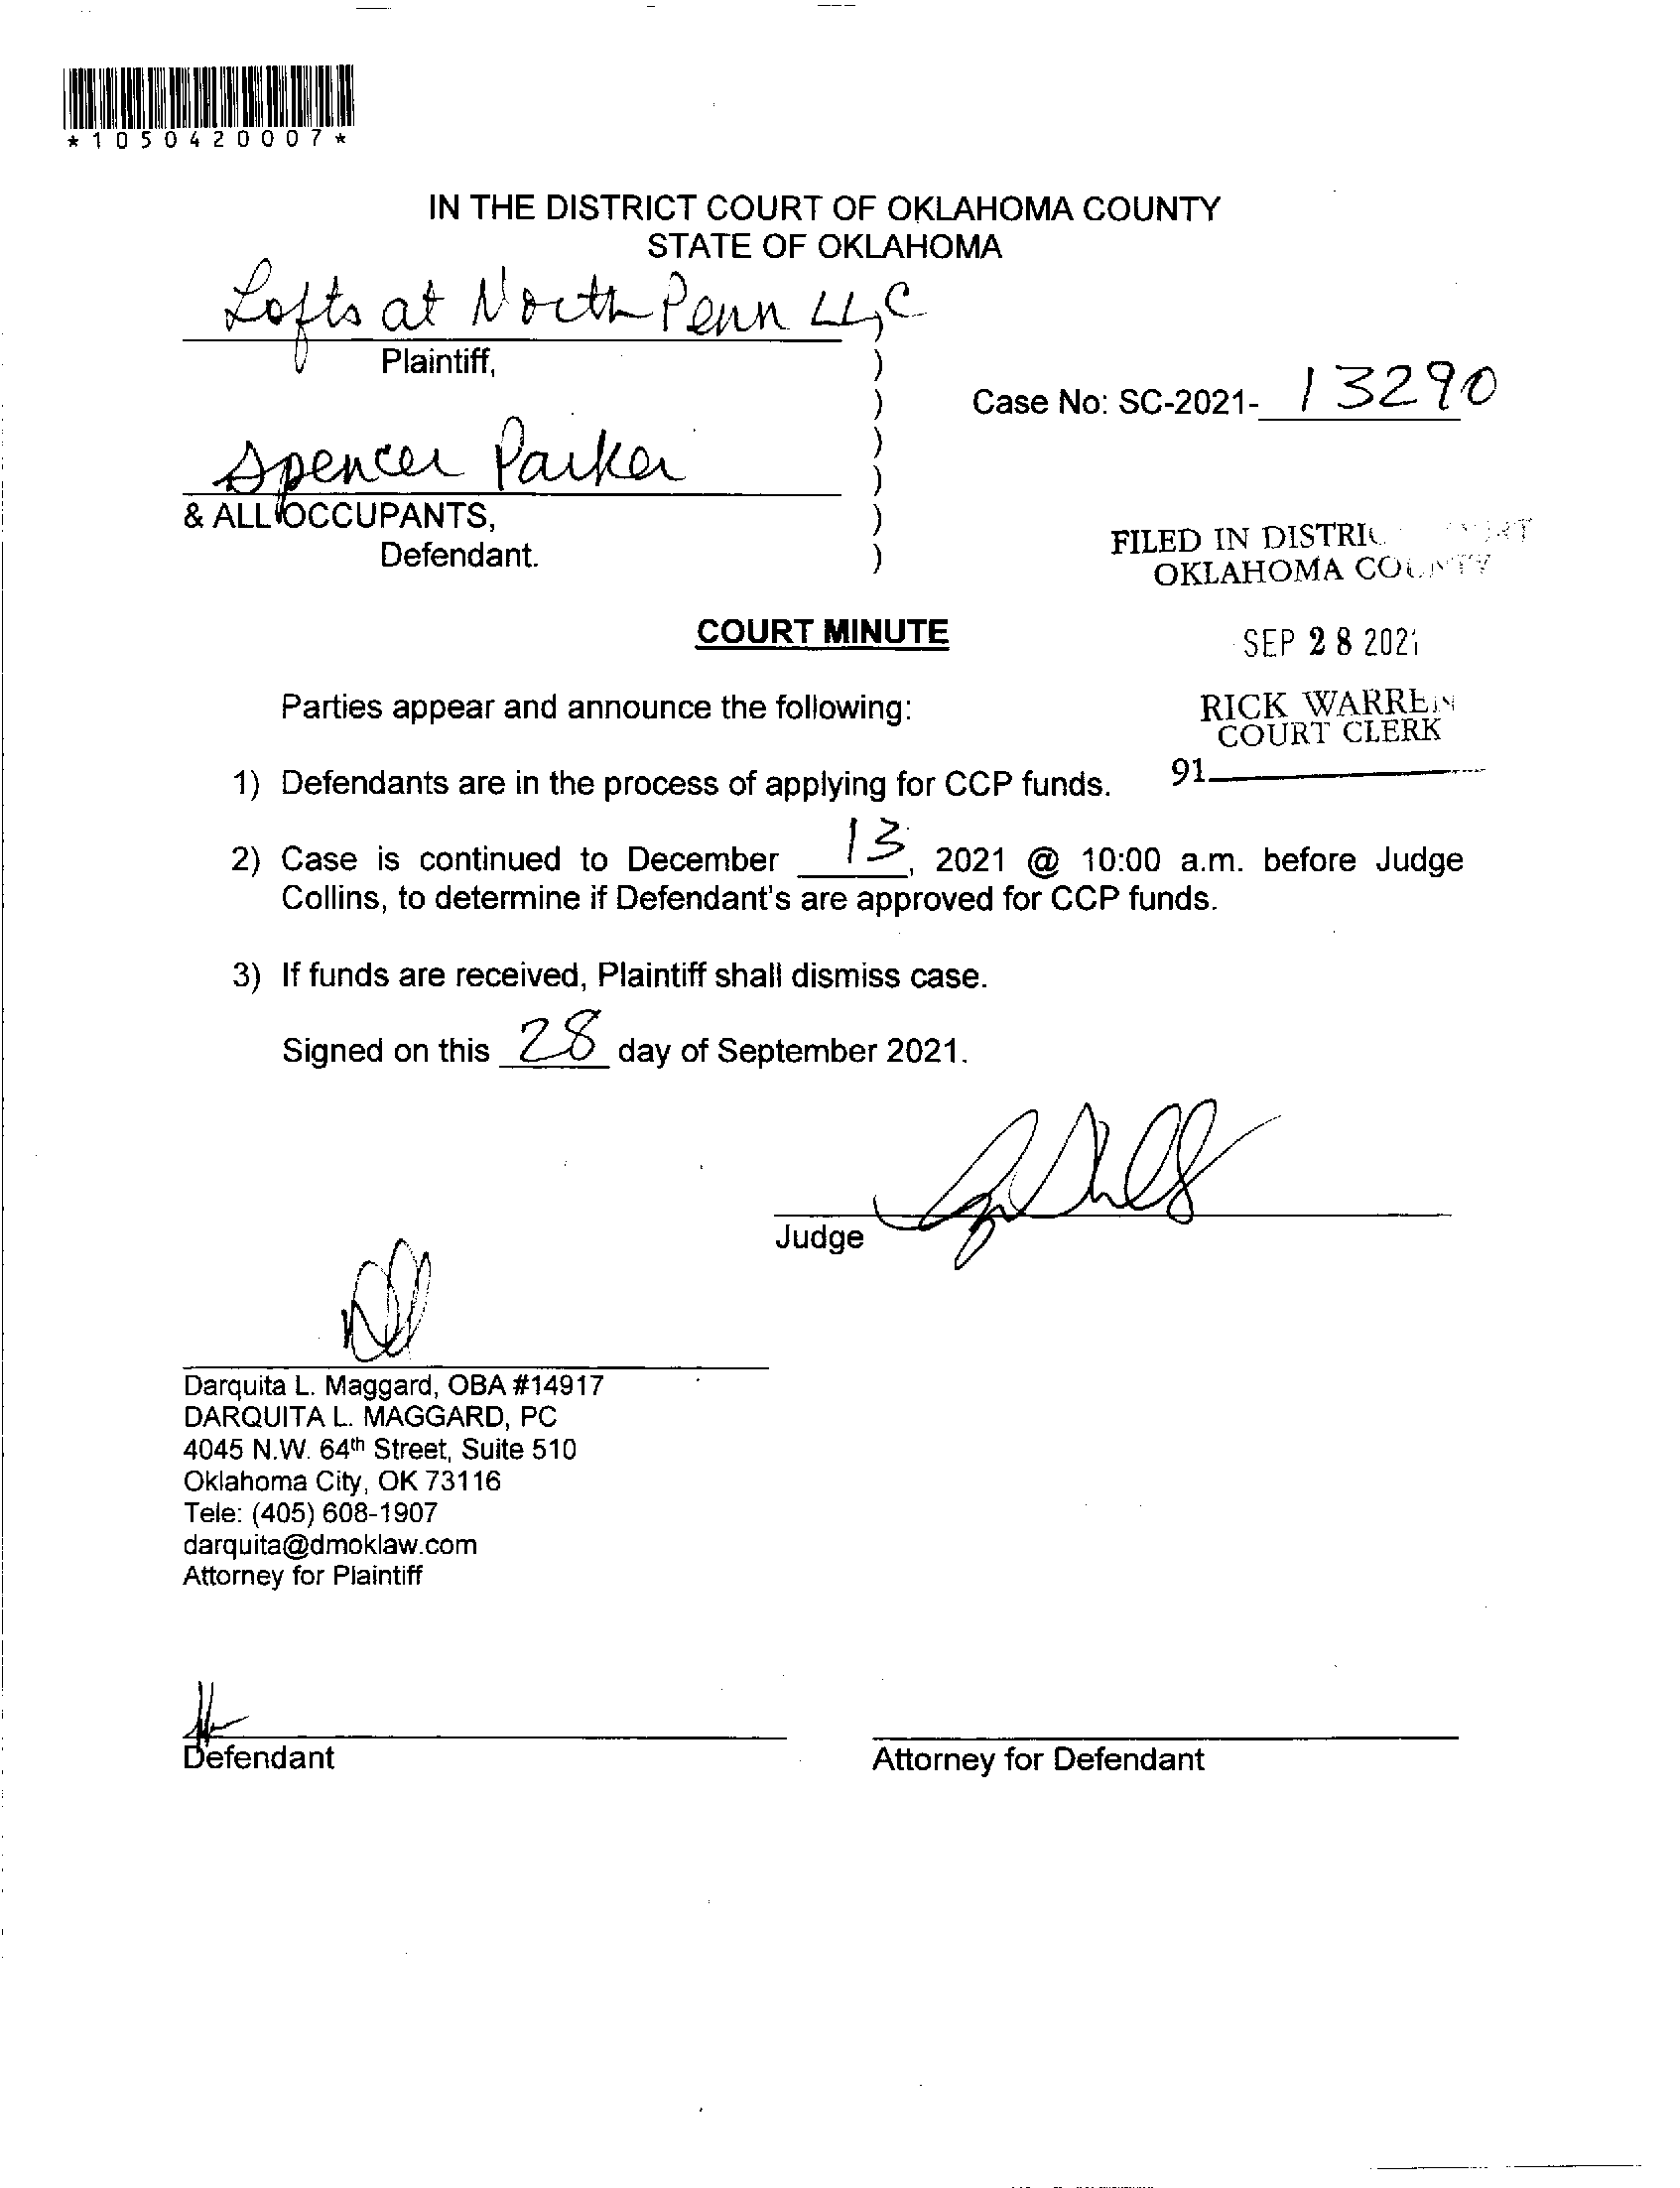 *1050420007*
IN THE DISTRICT COURT OF OKLAHOMA COUNTY
STATE OF OKLAHOMA
Lofts at North Penn LLC
)
Plaintiff, )
) Case No: SC-2021- 13290
)
Spencer Parker )
& ALL OCCUPANTS, )
Defendant. )
FILED IN DISTRICT COURT
OKLAHOMA COUNTY
COURT MINUTE
SEP 28 2021
Parties appear and announce the following:
RICK WARREN
COURT CLERK
91
1) Defendants are in the process of applying for CCP funds.
2) Case is continued to December 13, 2021 @ 10:00 a.m. before Judge
Collins, to determine if Defendant's are approved for CCP funds.
3) If funds are received, Plaintiff shall dismiss case.
Signed on this 28 day of September 2021.
Judge
Darquita L. Maggard, OBA #14917
DARQUITA L. MAGGARD, PC
4045 N.W. 64th Street, Suite 510
Oklahoma City, OK 73116
Tele: (405) 608-1907
darquita@dmoklaw.com
Attorney for Plaintiff
Defendant
Attorney for Defendant